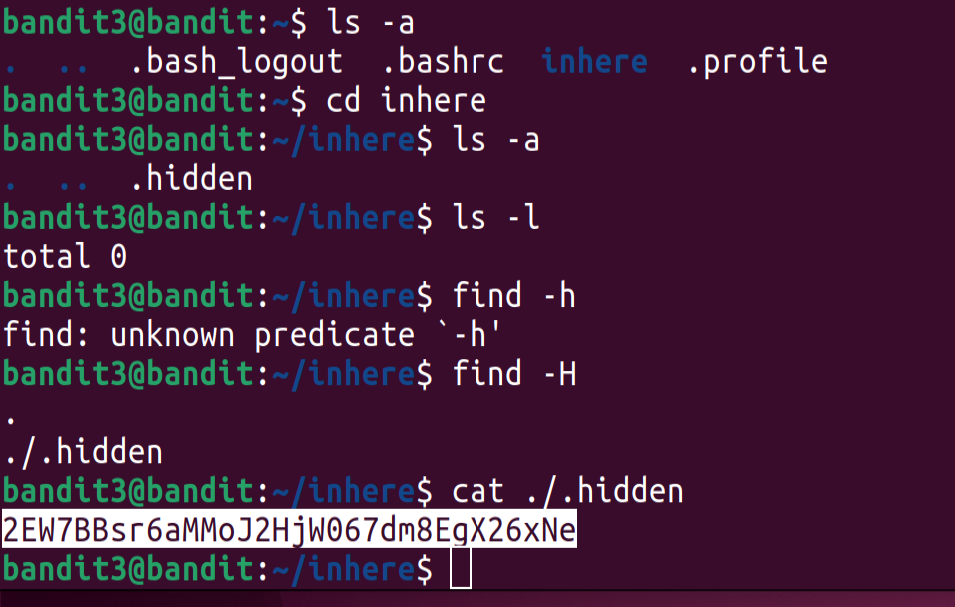 bandit3@bandit:~$ ls -a
.  ..  .bash_logout  .bashrc  inhere  .profile
bandit3@bandit:~$ cd inhere
bandit3@bandit:~/inhere$ ls -a
.  ..  .hidden
bandit3@bandit:~/inhere$ ls -l
total 0
bandit3@bandit:~/inhere$ find -h
find: unknown predicate `-h'
bandit3@bandit:~/inhere$ find -H
.
./.hidden
bandit3@bandit:~/inhere$ cat ./.hidden
2EW7BBsr6aMMoJ2HjW067dm8EgX26xNe
bandit3@bandit:~/inhere$